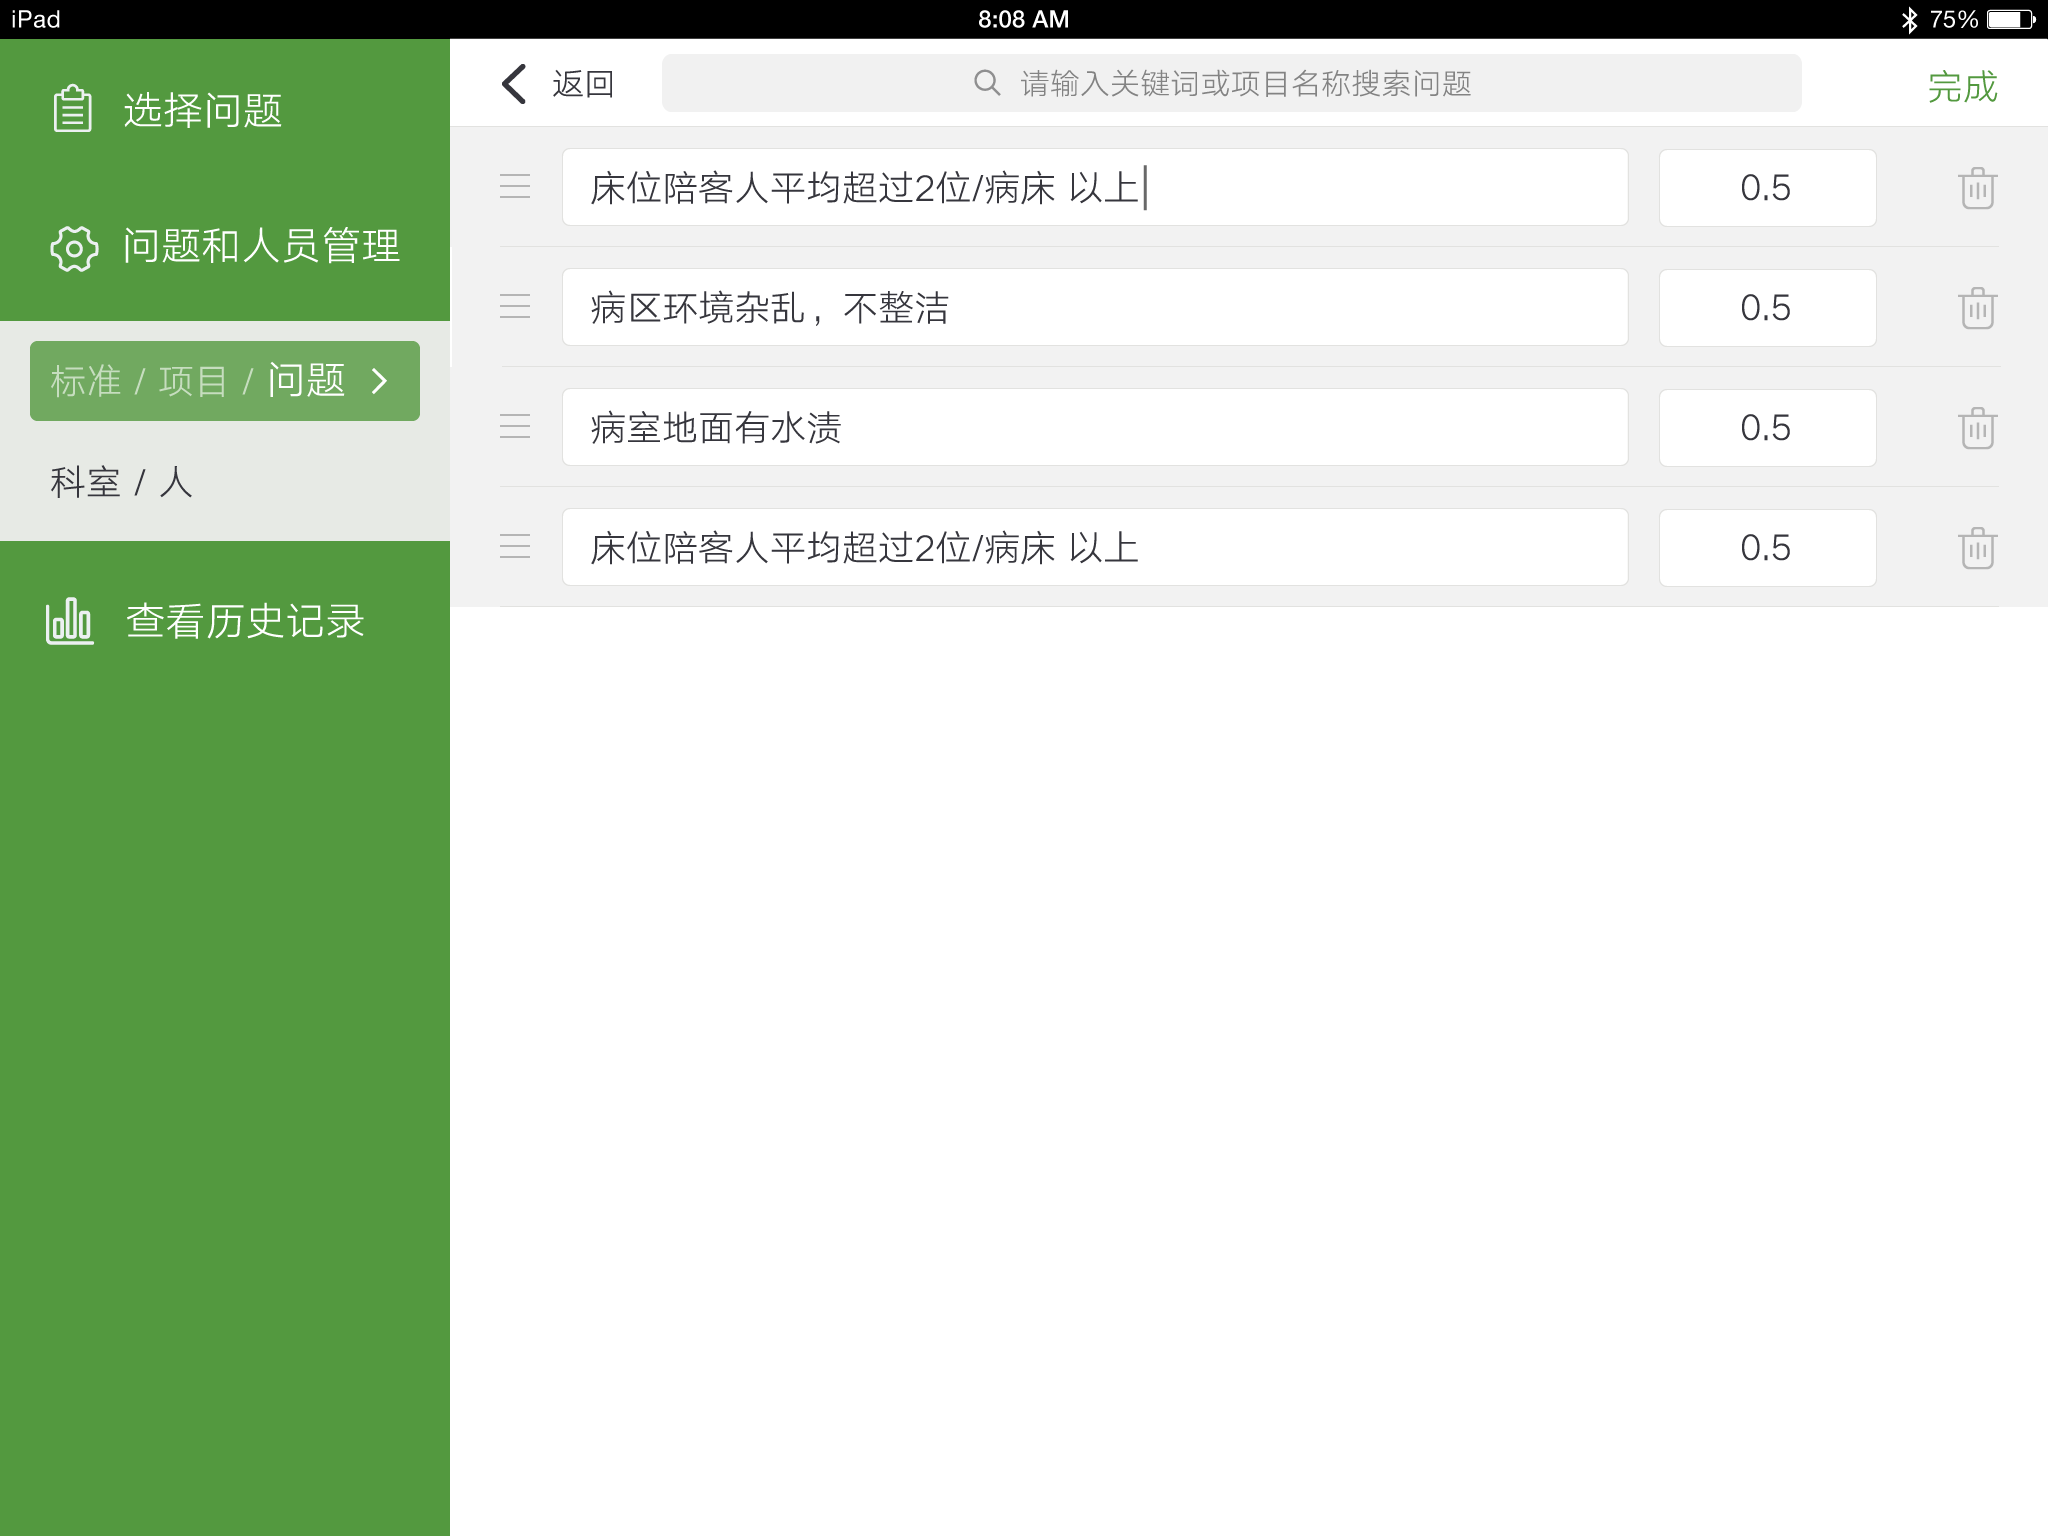 iPad
8:08 AM
75%
选择问题
问题和人员管理
标准 / 项目 / 问题
科室 / 人
查看历史记录
返回
请输入关键词或项目名称搜索问题
完成
床位陪客人平均超过2位/病床 以上
0.5
病区环境杂乱，不整洁
0.5
病室地面有水渍
0.5
床位陪客人平均超过2位/病床 以上
0.5